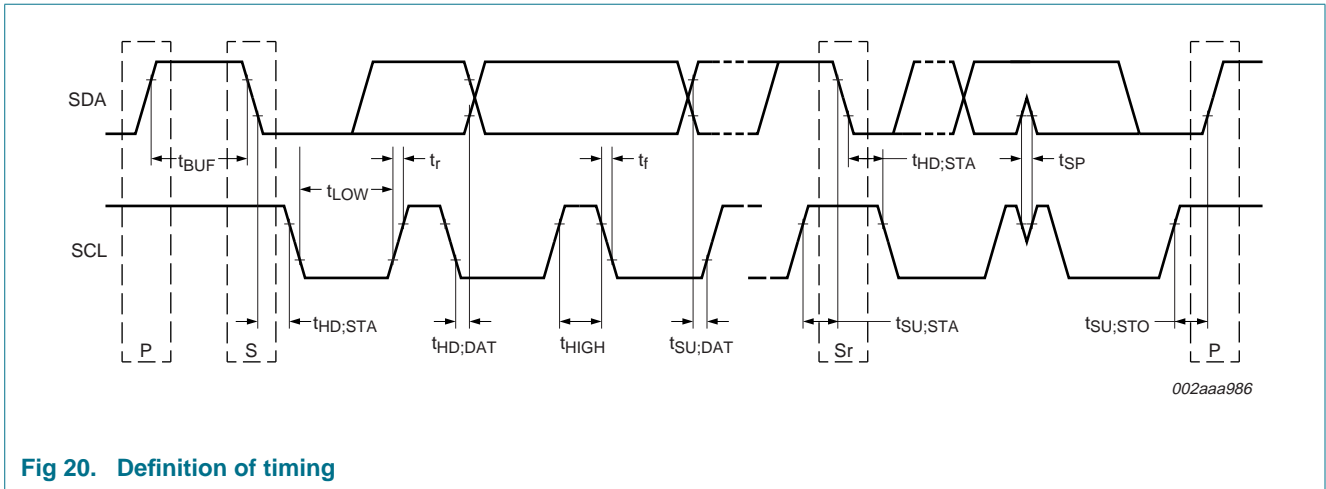 SDA
tBUF
tLOW
tr
tf
tHD;STA
tSP
SCL
tHD;STA
tHD;DAT
tHIGH
tSU;DAT
tSU;STA
tSU;STO
P
S
Sr
P
002aaa986
Fig 20. Definition of timing